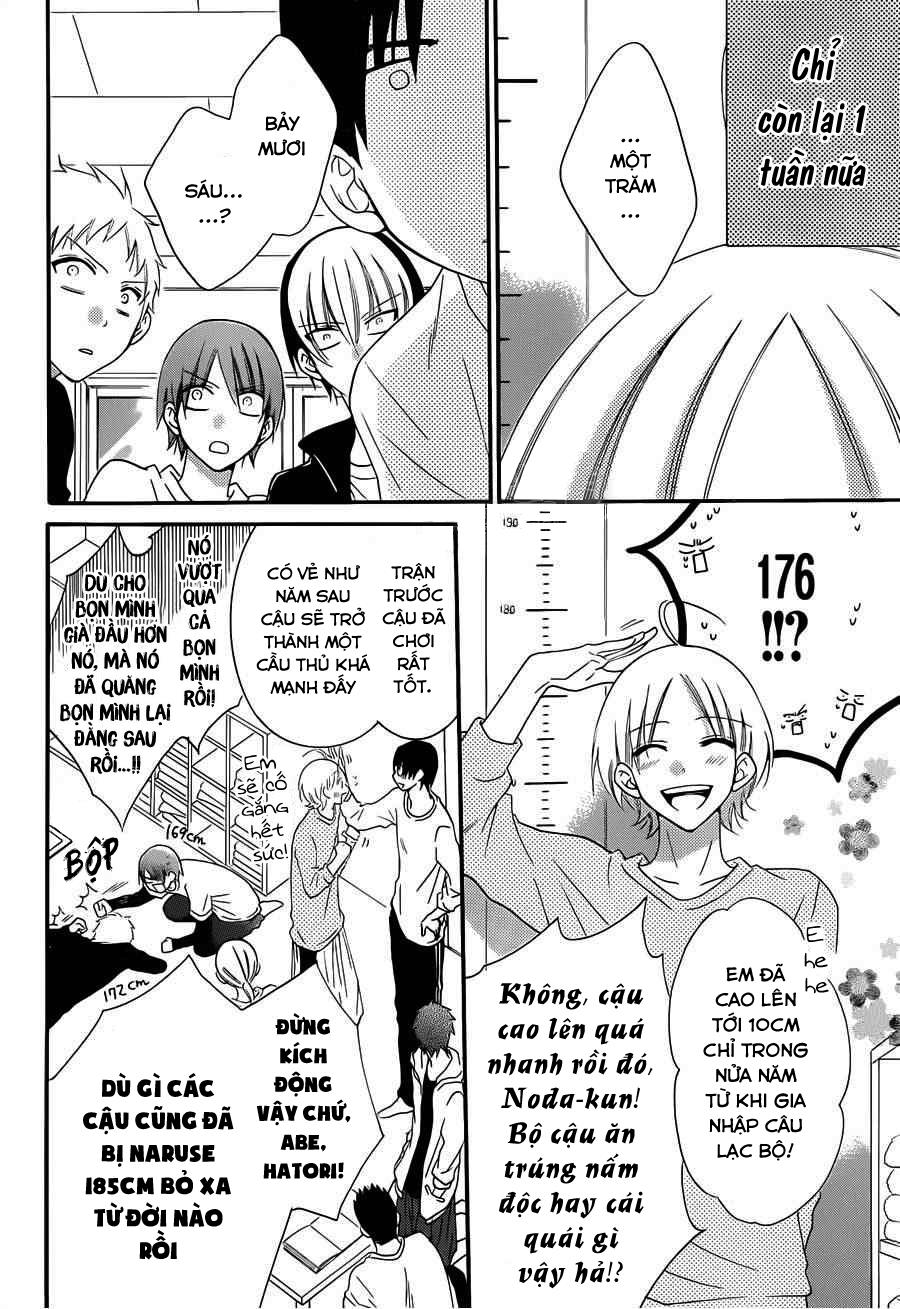 Chỉ
còn lại 1
tuần nữa
...
MỘT
TRĂM
...
BẢY
MƯƠI
SÁU...
...?
190
180
176
!!?
E
he
he
EM ĐÃ
CAO LÊN
TỚI 10CM
CHỈ TRONG
NỬA NĂM
TỪ KHI GIA
NHẬP CÂU
LẠC BỘ!
Không, cậu
cao lên quá
nhanh rồi đó,
Noda-kun!
Bộ cậu ăn
trúng nấm
độc hay cái
quái gì
vậy hả!?
TRẬN
TRƯỚC
CẬU ĐÃ
CHƠI
RẤT
TỐT.
CÓ VẺ NHƯ
NĂM SAU
CẬU SẼ TRỞ
THÀNH MỘT
CẦU THỦ KHÁ
MẠNH ĐẤY
Em
sẽ cố
gắng
hết
sức!
NÓ
VƯỢT
QUA
CẢ
BỌN
MÌNH
RỒI!
DÙ CHO
BỌN MÌNH
GIÀ ĐẦU HƠN
NÓ, MÀ NÓ
ĐÃ QUẲNG
BỌN MÌNH LẠI
ĐẰNG SAU
RỒI...!!
169cm
BỘP
172cm
ĐỪNG
KÍCH
ĐỘNG
VẬY CHỨ,
ABE,
HATORI!
DÙ GÌ CÁC
CẬU CŨNG ĐÃ
BỊ NARUSE
185CM BỎ XA
TỪ ĐỜI NÀO
RỒI